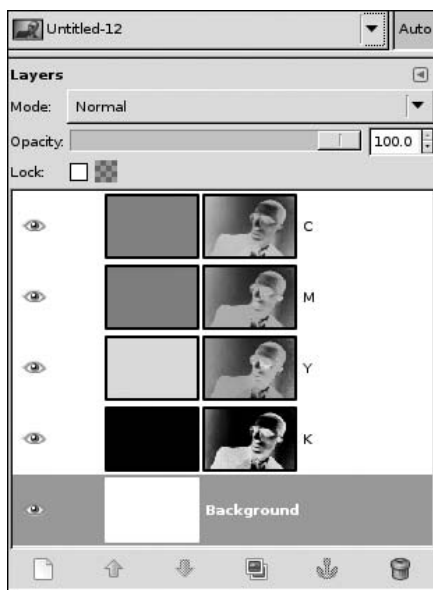 Untitled-12 Auto
Layers
Mode: Normal
Opacity: 100.0
Lock:
C
M
Y
K
Background